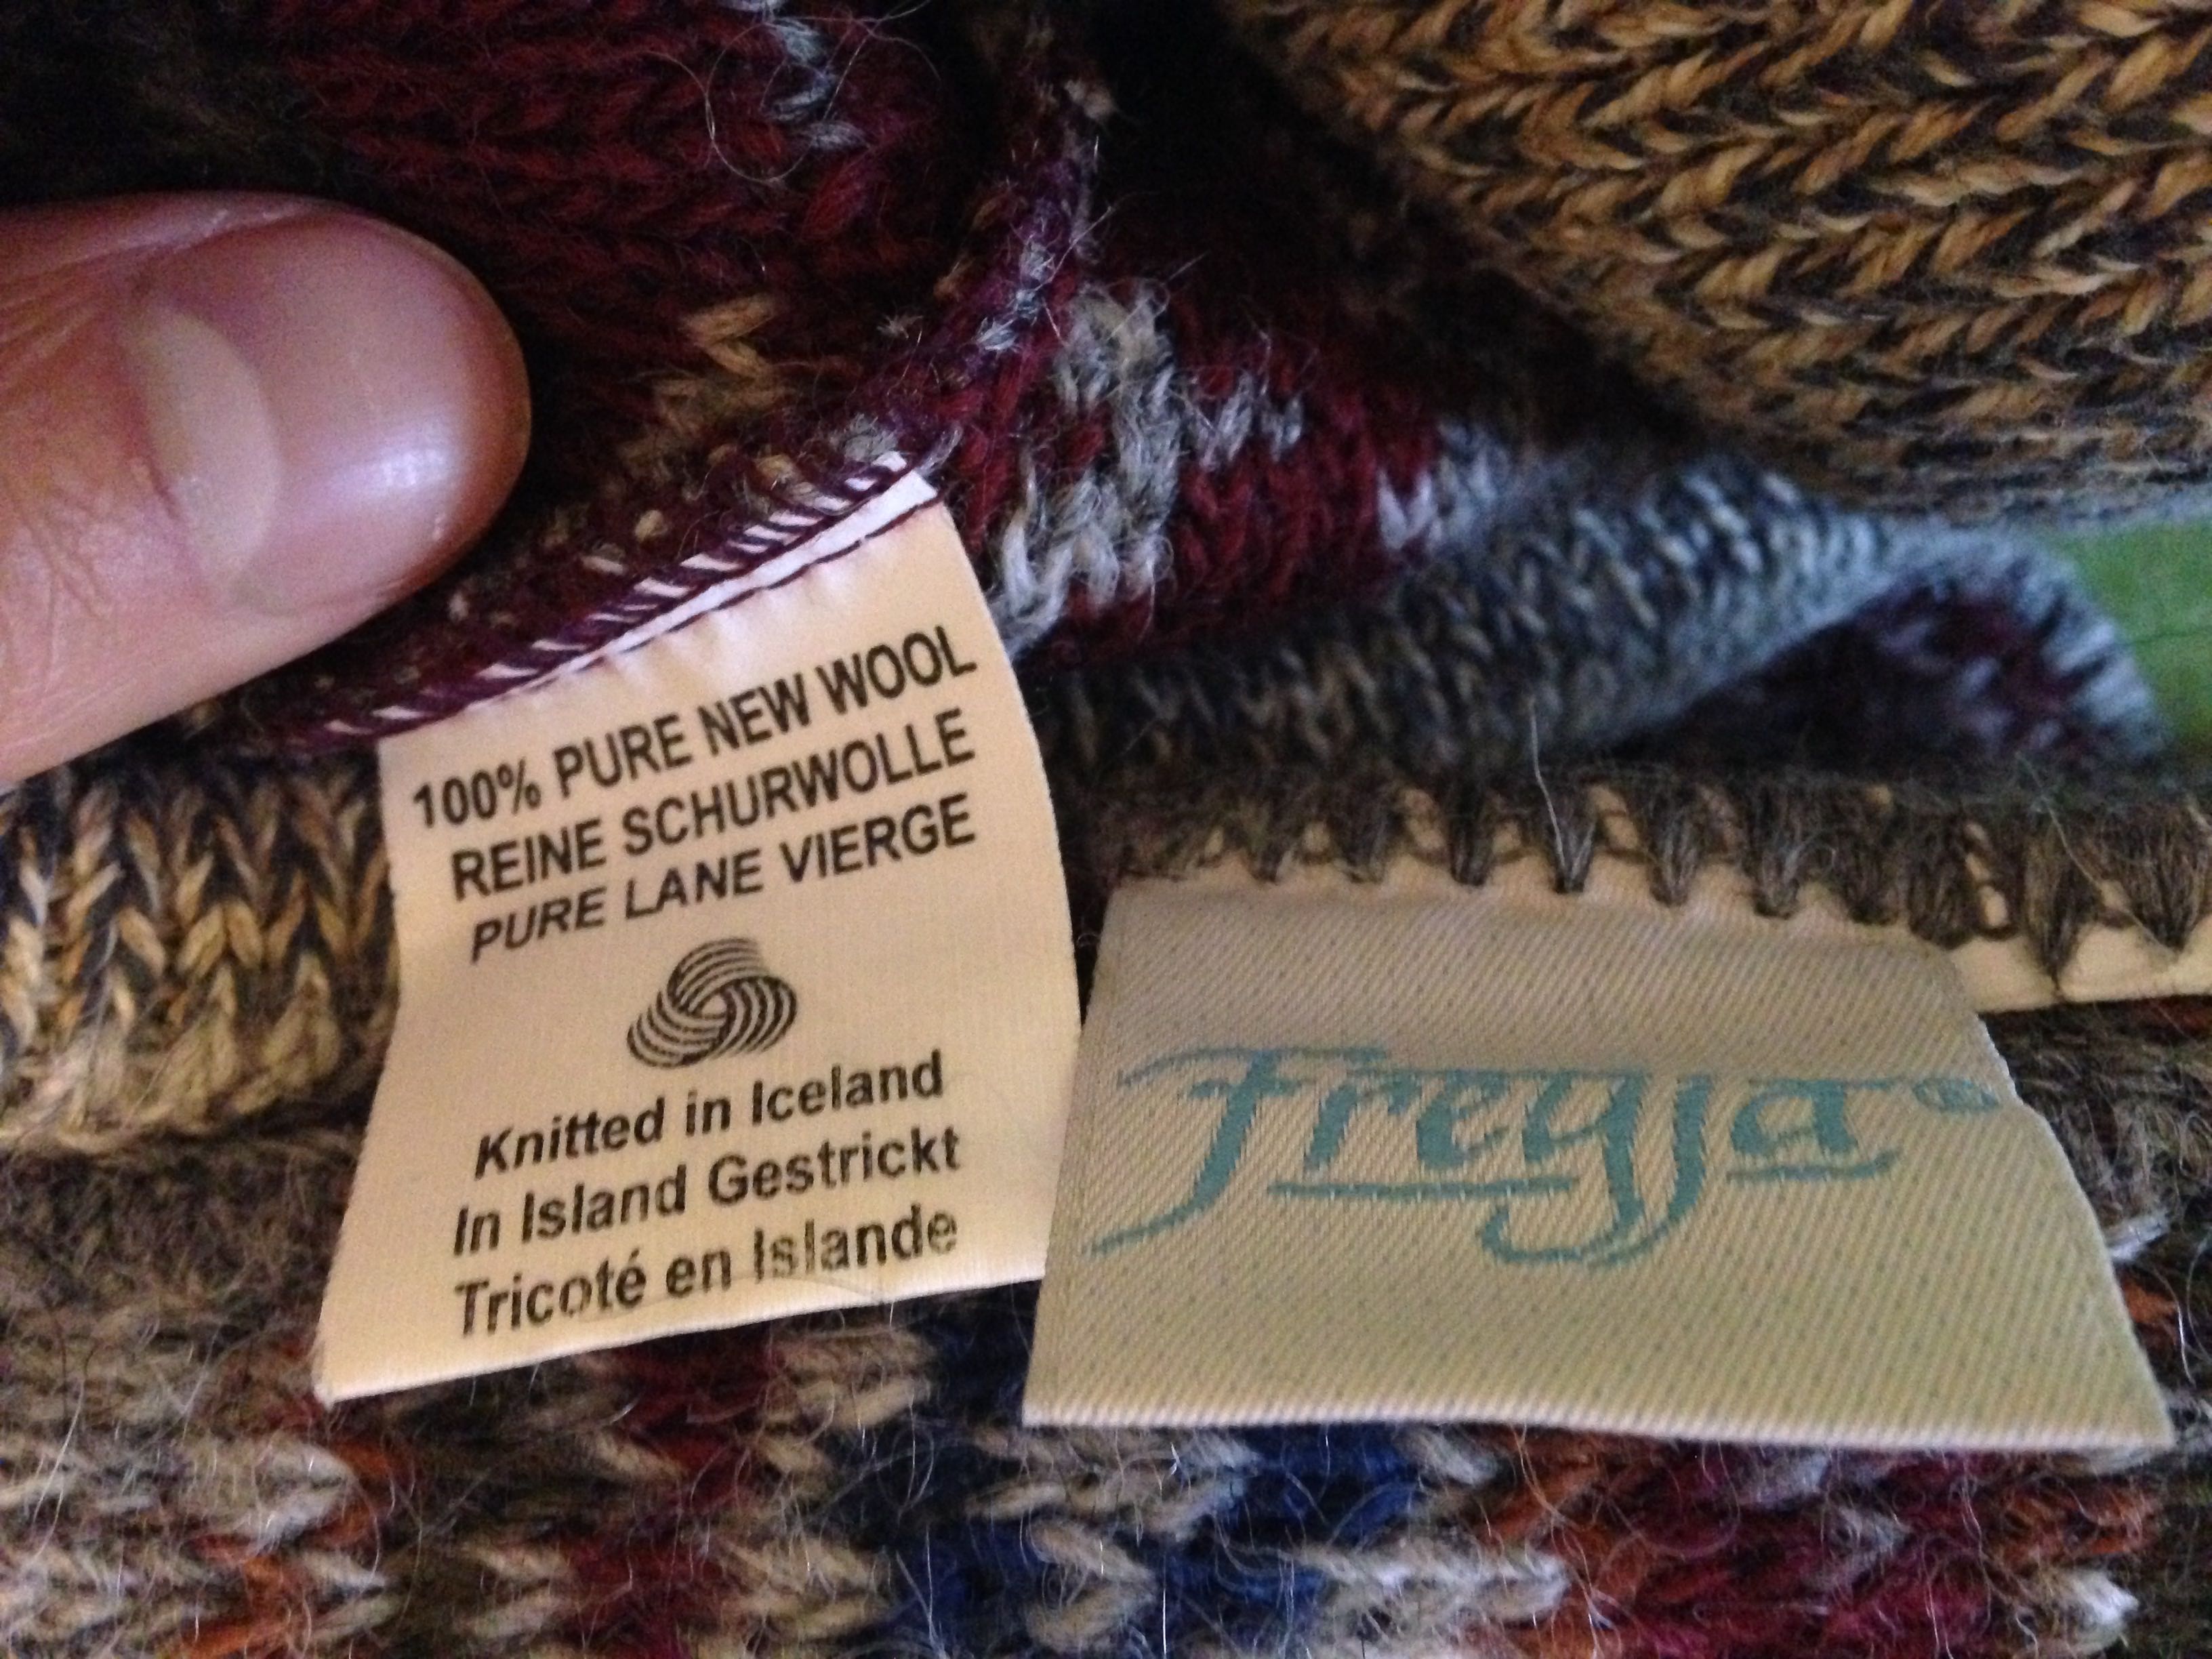 100% PURE NEW WOOL
REINE SCHURWOLLE
PURE LANE VIERGE
Knitted in Iceland
In Island Gestrickt
Tricoté en Islande
Freyja®